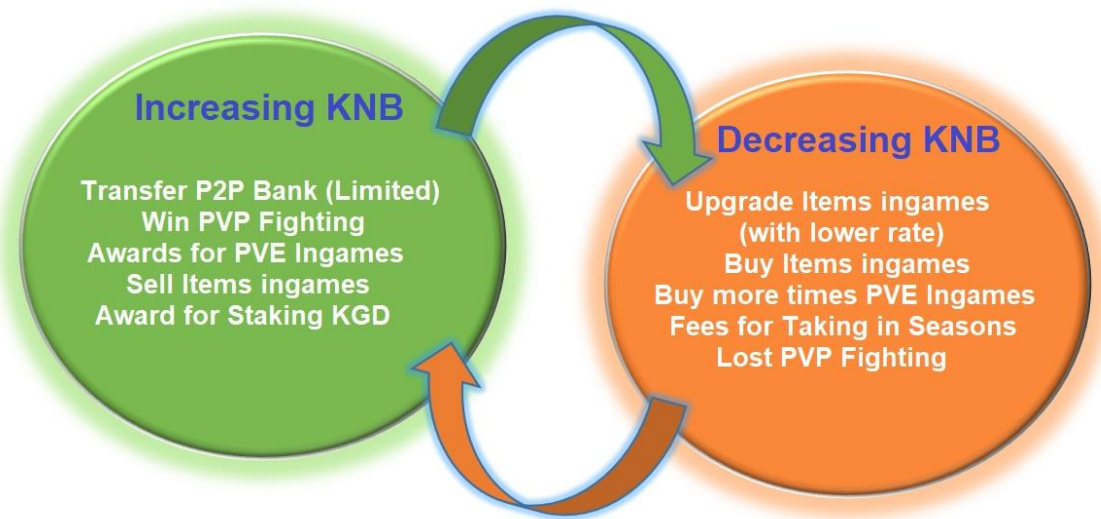 Increasing KNB
Transfer P2P Bank (Limited)
Win PVP Fighting
Awards for PVE Ingames
Sell Items ingames
Award for Staking KGD
Decreasing KNB
Upgrade Items ingames
(with lower rate)
Buy Items ingames
Buy more times PVE Ingames
Fees for Taking in Seasons
Lost PVP Fighting